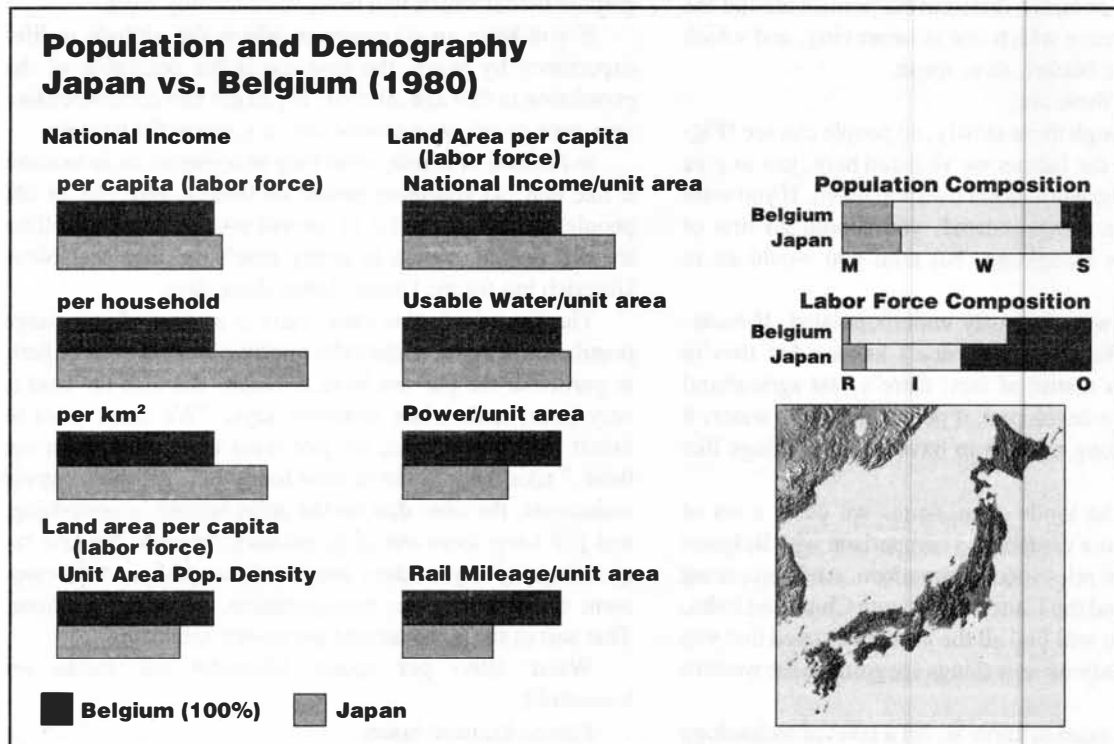 Population and Demography
Japan vs. Belgium (1980)
National Income
per capita (labor force)
per household
per km²
Land area per capita
(labor force)
Unit Area Pop. Density
Land Area per capita
(labor force)
National Income/unit area
Usable Water/unit area
Power/unit area
Rail Mileage/unit area
Population Composition
Belgium
Japan
M W S
Labor Force Composition
Belgium
Japan
R I O
Belgium (100%) Japan